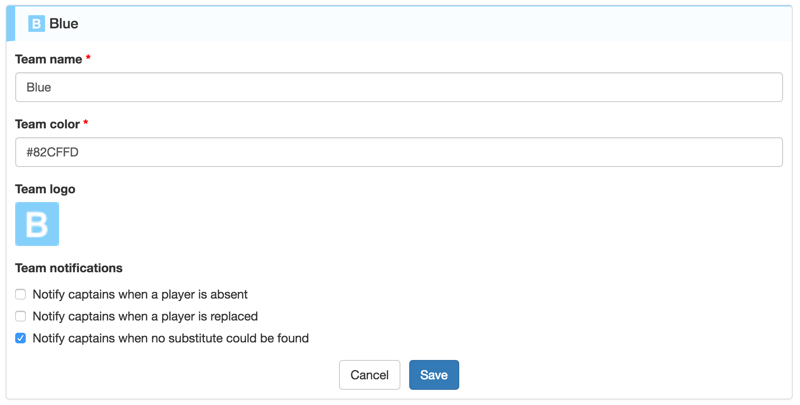 B Blue
Team name *
Blue
Team color *
#82CFFD
Team logo
B
Team notifications
Notify captains when a player is absent
Notify captains when a player is replaced
Notify captains when no substitute could be found
Cancel Save